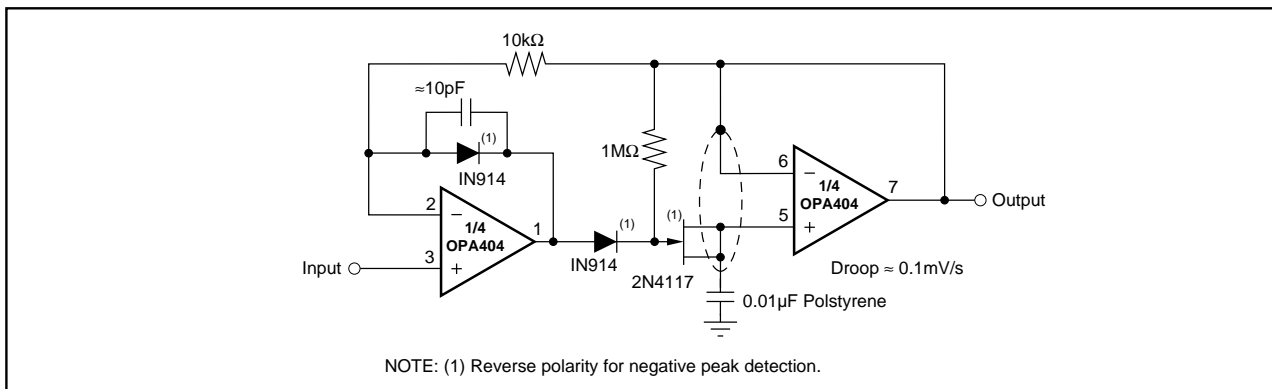 10kΩ
≈10pF
(1)
IN914
1MΩ
2
3
1/4
OPA404
1
Input
(1)
IN914
(1)
2N4117
6
5
1/4
OPA404
7
Output
Droop ≈ 0.1mV/s
0.01µF Polstyrene
NOTE: (1) Reverse polarity for negative peak detection.